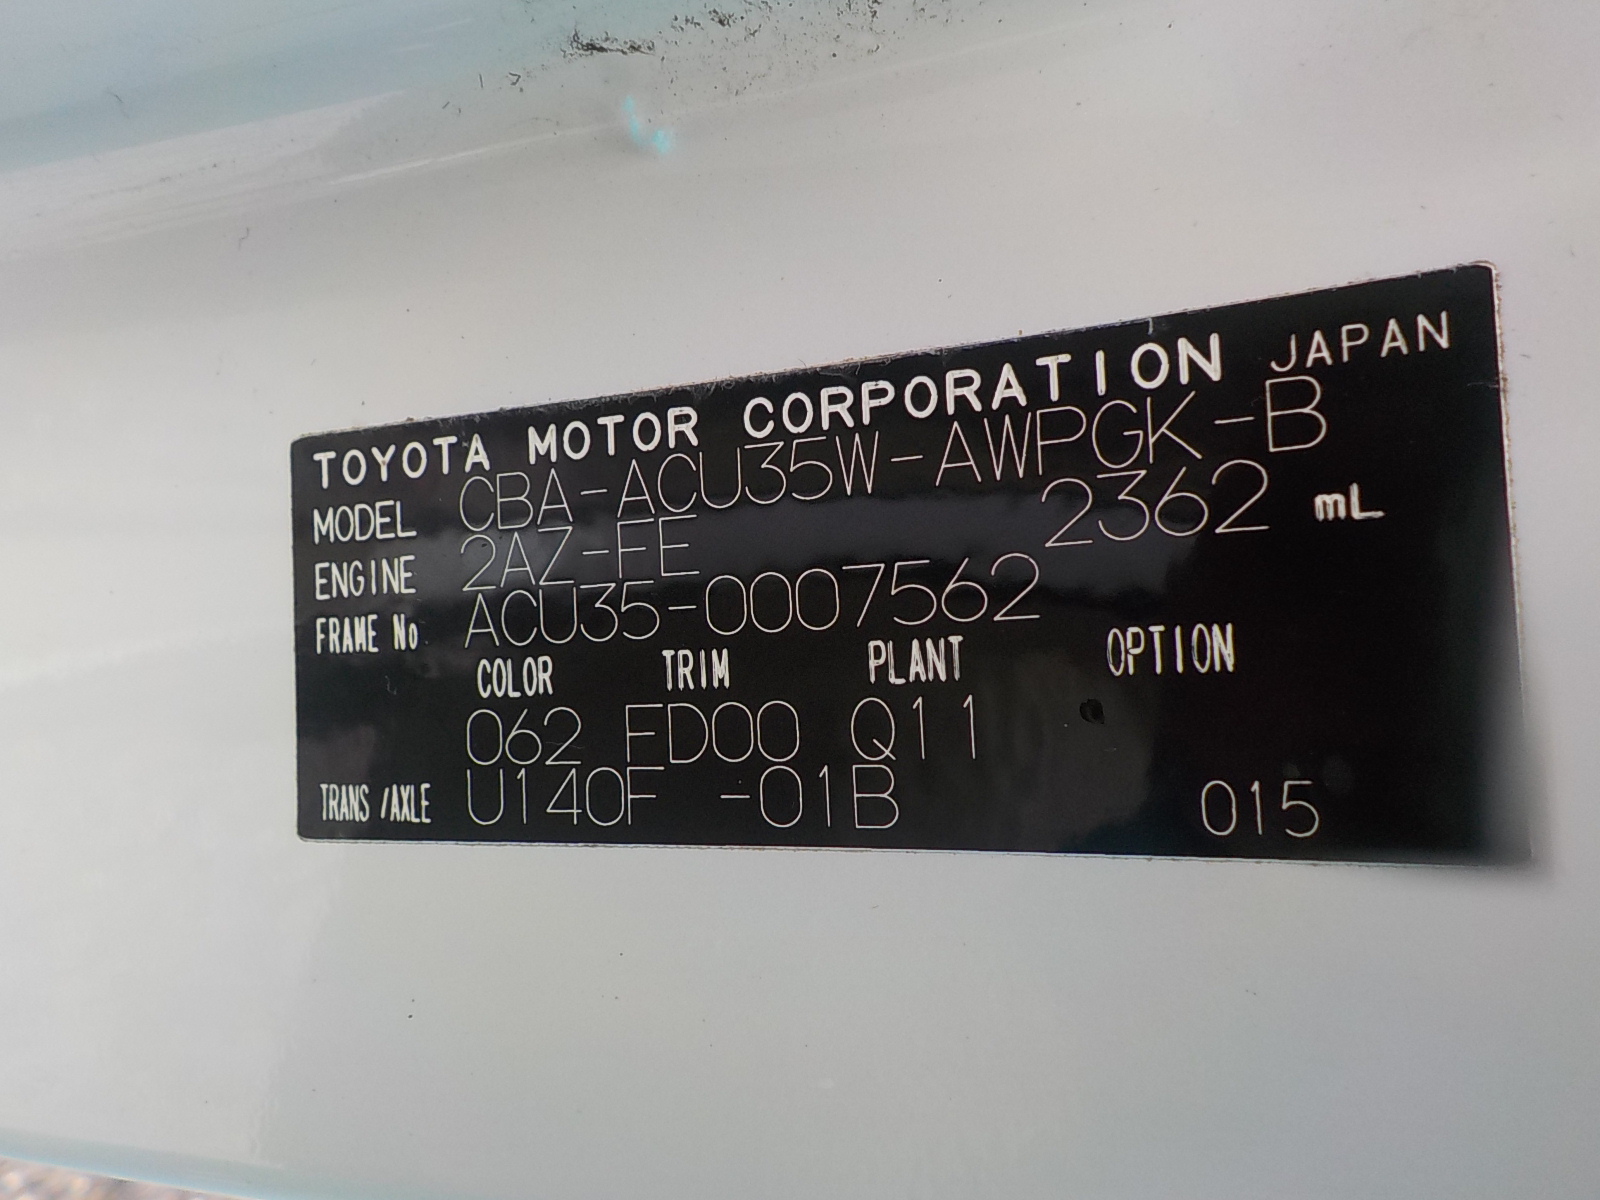 TOYOTA MOTOR CORPORATION JAPAN
MODEL CBA-ACU35W-AWPGK-B
ENGINE 2AZ-FE 2362 mL
FRAME No. ACU35-0007562
COLOR TRIM PLANT OPTION
062 FD00 Q11
TRANS/AXLE U140F -01B 015